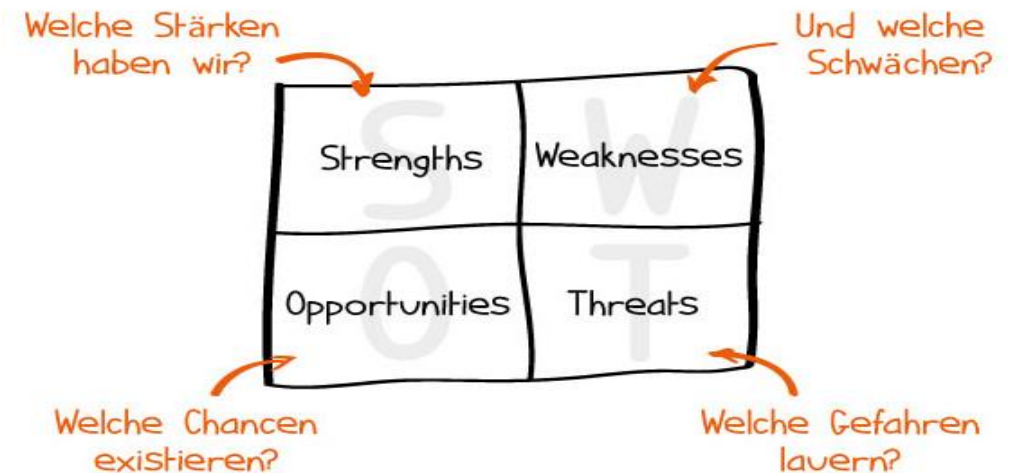 Welche Stärken
haben wir?
Und welche
Schwächen?
S
W
Strengths
Weaknesses
O
T
Opportunities
Threats
Welche Chancen
existieren?
Welche Gefahren
lauern?